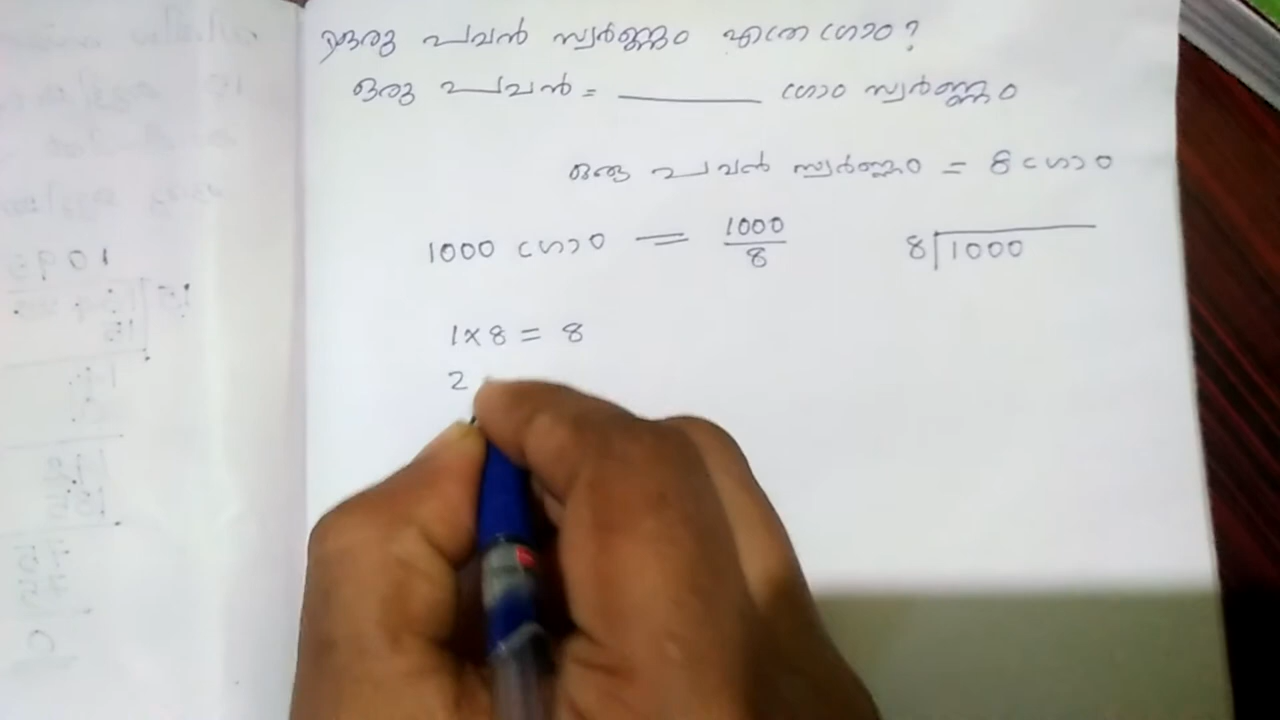 ഒരു പവൻ സ്വർണ്ണം എത്ര ഗ്രാം?
ഒരു പവൻ = ______ ഗ്രാം സ്വർണ്ണം
ഒരു പവൻ സ്വർണ്ണം = 8 ഗ്രാം
1000 ഗ്രാം = 1000/8 8)1000
1×8 = 8
2